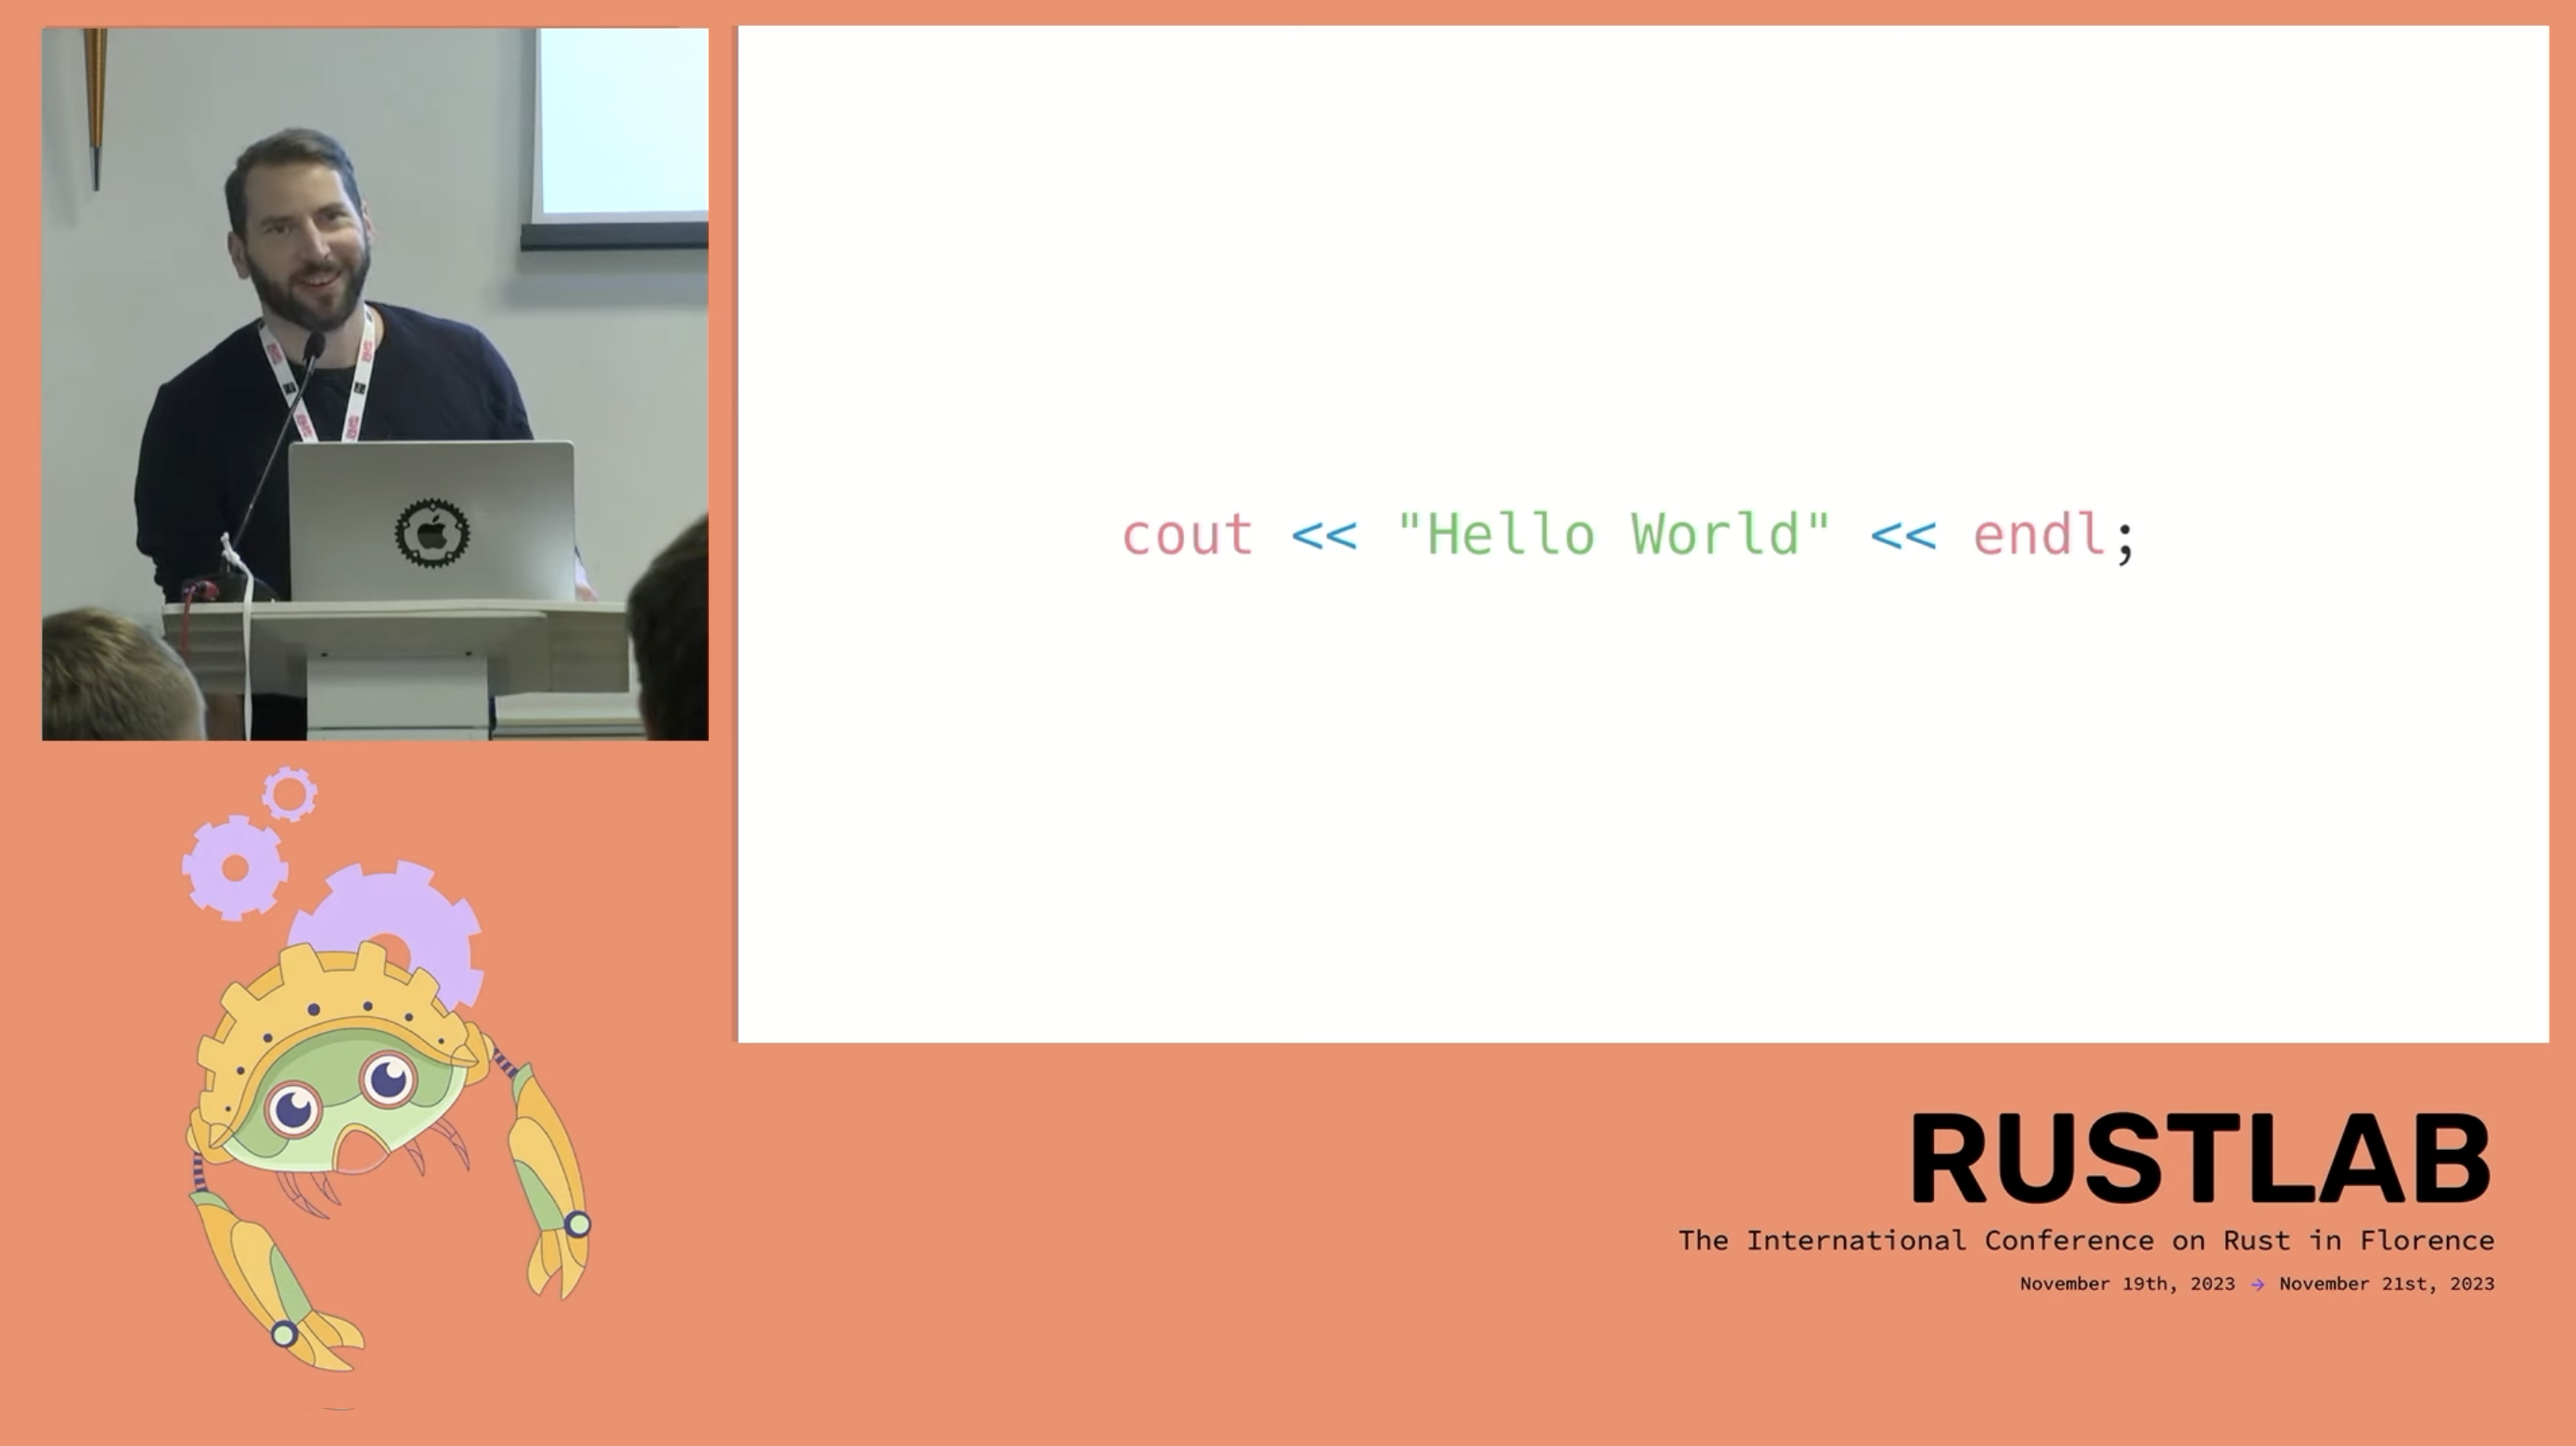 cout << "Hello World" << endl;
RUSTLAB
The International Conference on Rust in Florence
November 19th, 2023 → November 21st, 2023